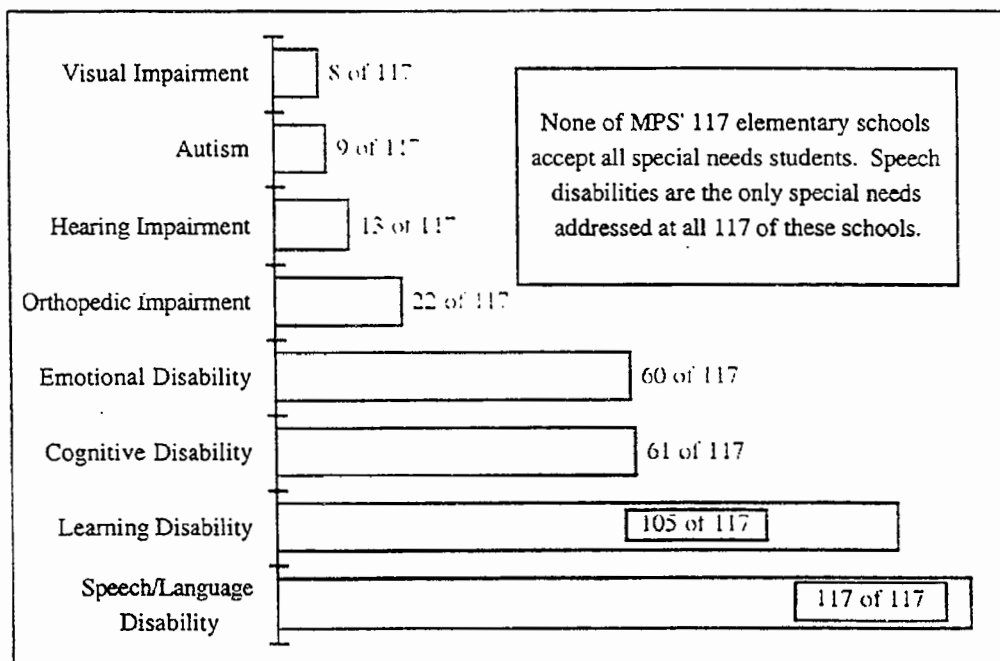 Visual Impairment 8 of 117
Autism 9 of 117
Hearing Impairment 13 of 117
Orthopedic Impairment 22 of 117
Emotional Disability 60 of 117
Cognitive Disability 61 of 117
Learning Disability 105 of 117
Speech/Language
Disability 117 of 117
None of MPS' 117 elementary schools
accept all special needs students. Speech
disabilities are the only special needs
addressed at all 117 of these schools.